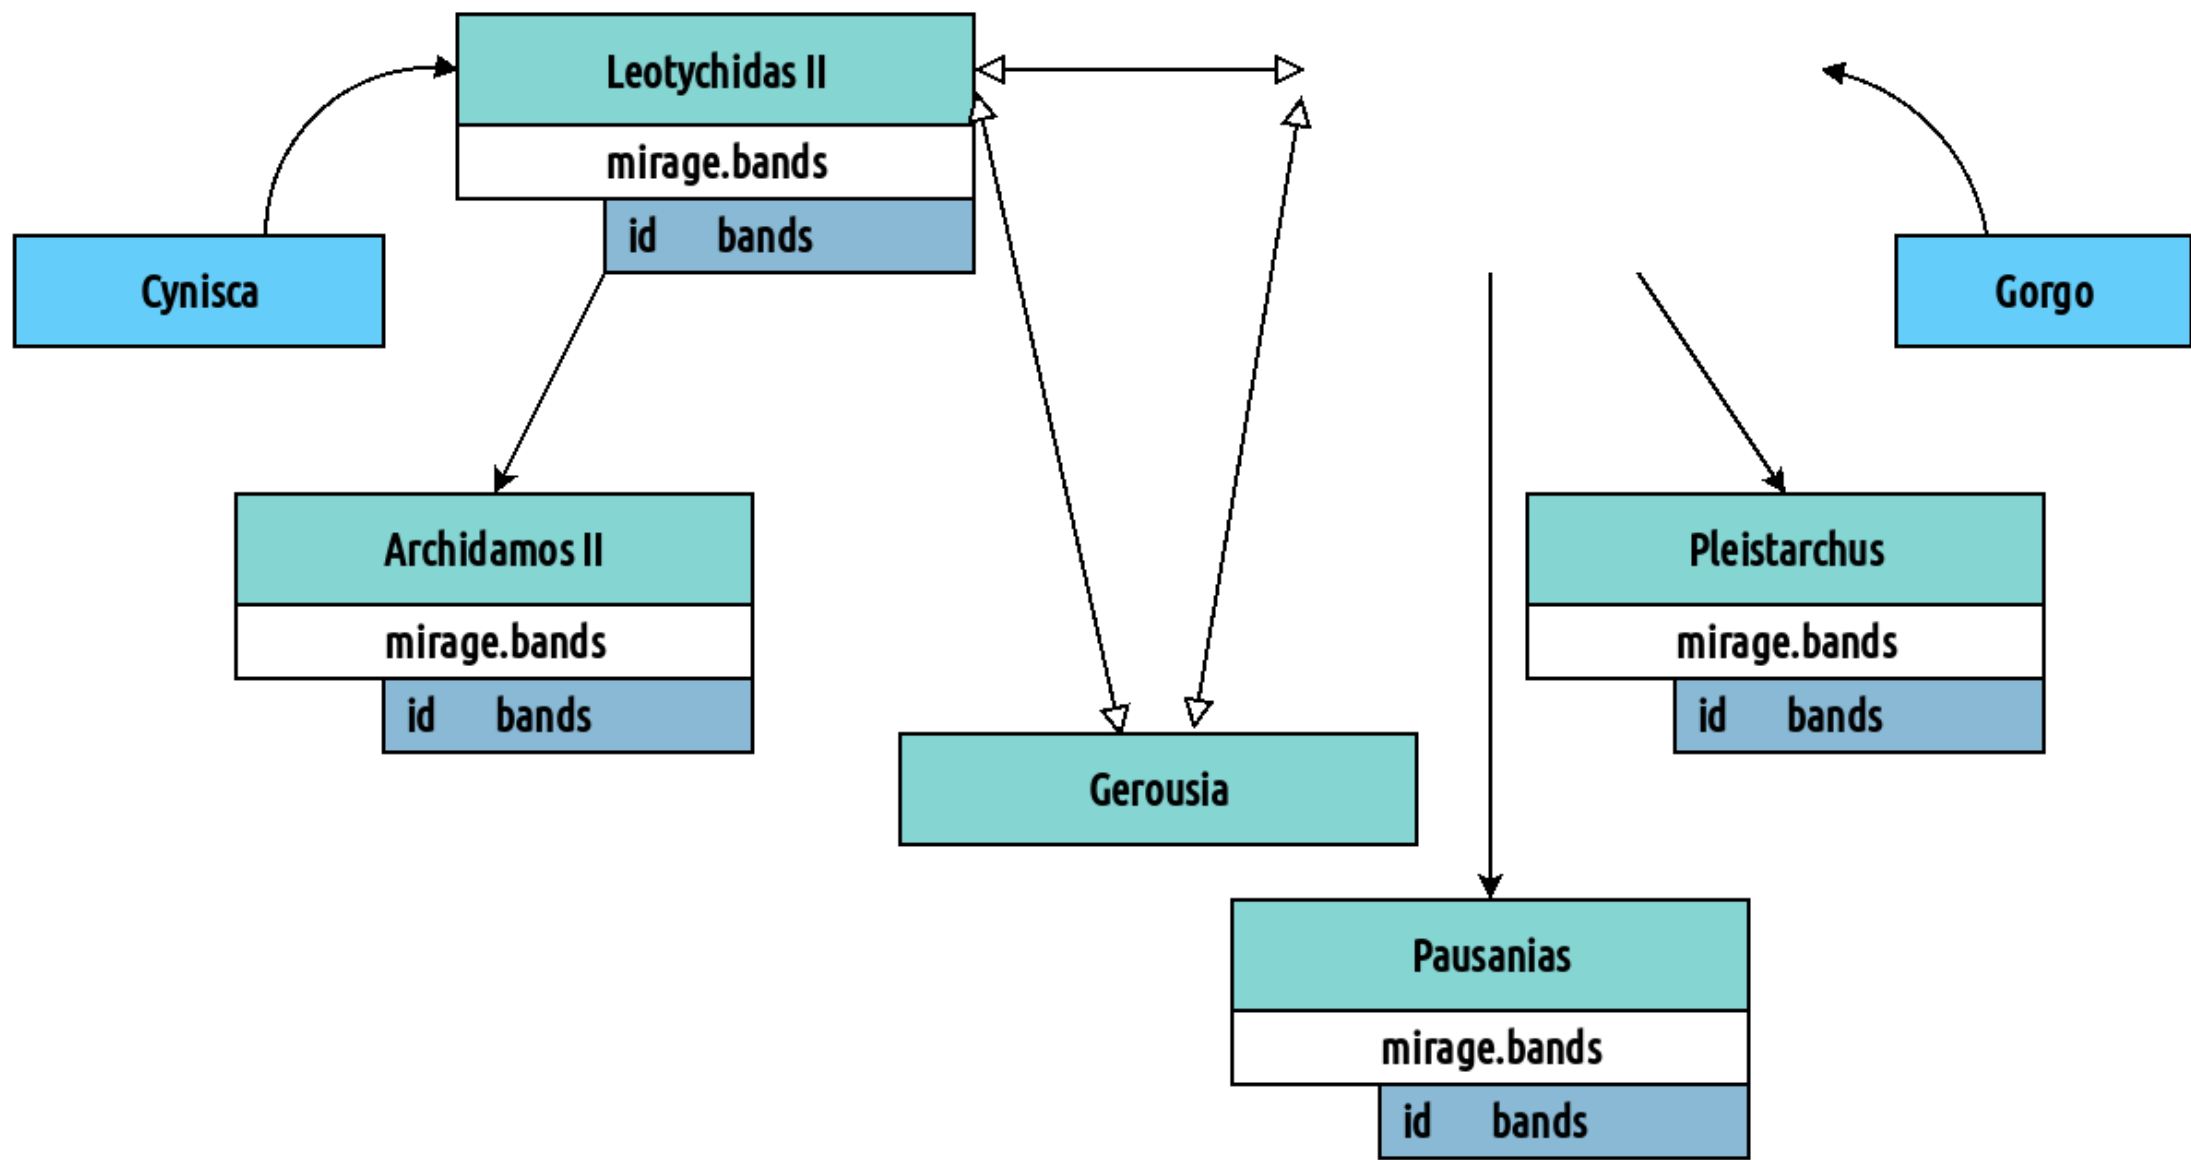 Leotychidas II
mirage.bands
id bands
Cynisca
Gorgo
Archidamos II
mirage.bands
id bands
Pleistarchus
mirage.bands
id bands
Gerousia
Pausanias
mirage.bands
id bands